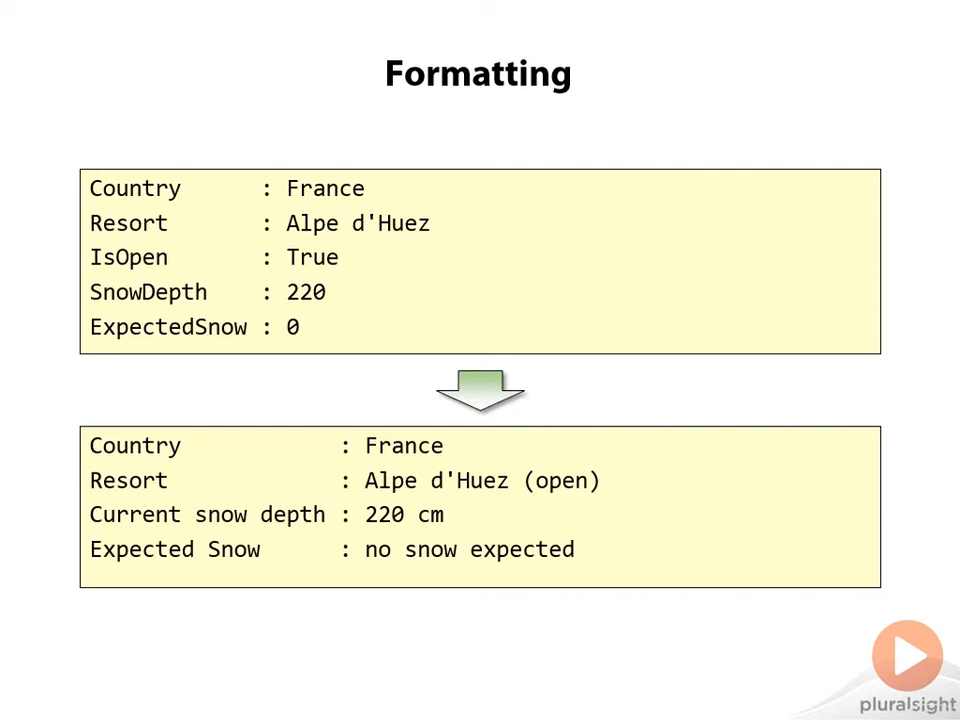 Formatting
Country      : France
Resort       : Alpe d'Huez
IsOpen       : True
SnowDepth    : 220
ExpectedSnow : 0
Country            : France
Resort             : Alpe d'Huez (open)
Current snow depth : 220 cm
Expected Snow      : no snow expected
pluralsight